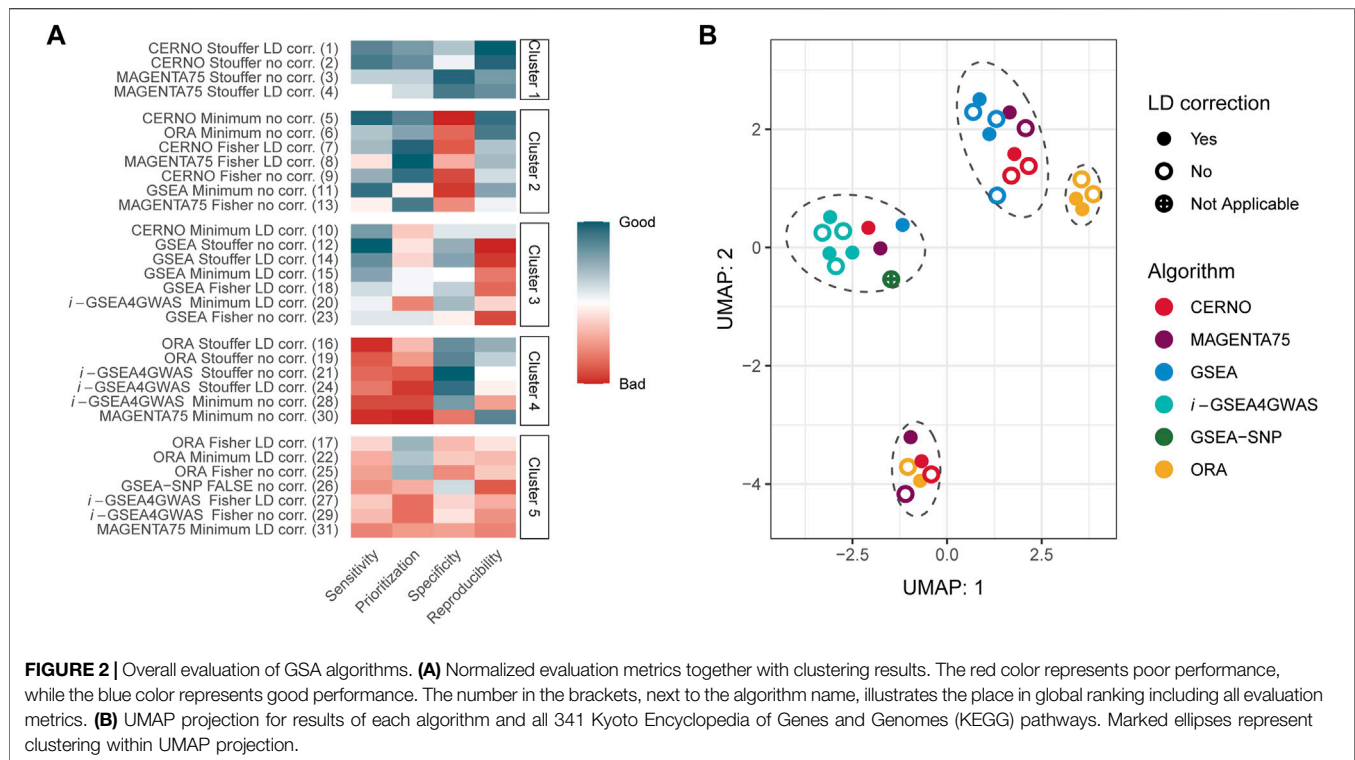 A
CERNO Stouffer LD corr. (1)
CERNO Stouffer no corr. (2)
MAGENTA75 Stouffer no corr. (3)
MAGENTA75 Stouffer LD corr. (4)
Cluster 1
CERNO Minimum no corr. (5)
ORA Minimum no corr. (6)
CERNO Fisher LD corr. (7)
MAGENTA75 Fisher LD corr. (8)
CERNO Fisher no corr. (9)
GSEA Minimum no corr. (11)
MAGENTA75 Fisher no corr. (13)
Cluster 2
CERNO Minimum LD corr. (10)
GSEA Stouffer no corr. (12)
GSEA Stouffer LD corr. (14)
GSEA Minimum LD corr. (15)
GSEA Fisher LD corr. (18)
i−GSEA4GWAS Minimum LD corr. (20)
GSEA Fisher no corr. (23)
Cluster 3
ORA Stouffer LD corr. (16)
ORA Stouffer no corr. (19)
i−GSEA4GWAS Stouffer no corr. (21)
i−GSEA4GWAS Stouffer LD corr. (24)
i−GSEA4GWAS Minimum no corr. (28)
MAGENTA75 Minimum no corr. (30)
Cluster 4
ORA Fisher LD corr. (17)
ORA Minimum LD corr. (22)
ORA Fisher no corr. (25)
GSEA−SNP FALSE no corr. (26)
i−GSEA4GWAS Fisher LD corr. (27)
i−GSEA4GWAS Fisher no corr. (29)
MAGENTA75 Minimum LD corr. (31)
Cluster 5
Sensitivity
Prioritization
Specificity
Reproducibility
Good
Bad
B
UMAP: 2
2
0
−2
−4
−2.5
0.0
2.5
UMAP: 1
LD correction
Yes
No
Not Applicable
Algorithm
CERNO
MAGENTA75
GSEA
i−GSEA4GWAS
GSEA−SNP
ORA
FIGURE 2 | Overall evaluation of GSA algorithms. (A) Normalized evaluation metrics together with clustering results. The red color represents poor performance,
while the blue color represents good performance. The number in the brackets, next to the algorithm name, illustrates the place in global ranking including all evaluation
metrics. (B) UMAP projection for results of each algorithm and all 341 Kyoto Encyclopedia of Genes and Genomes (KEGG) pathways. Marked ellipses represent
clustering within UMAP projection.